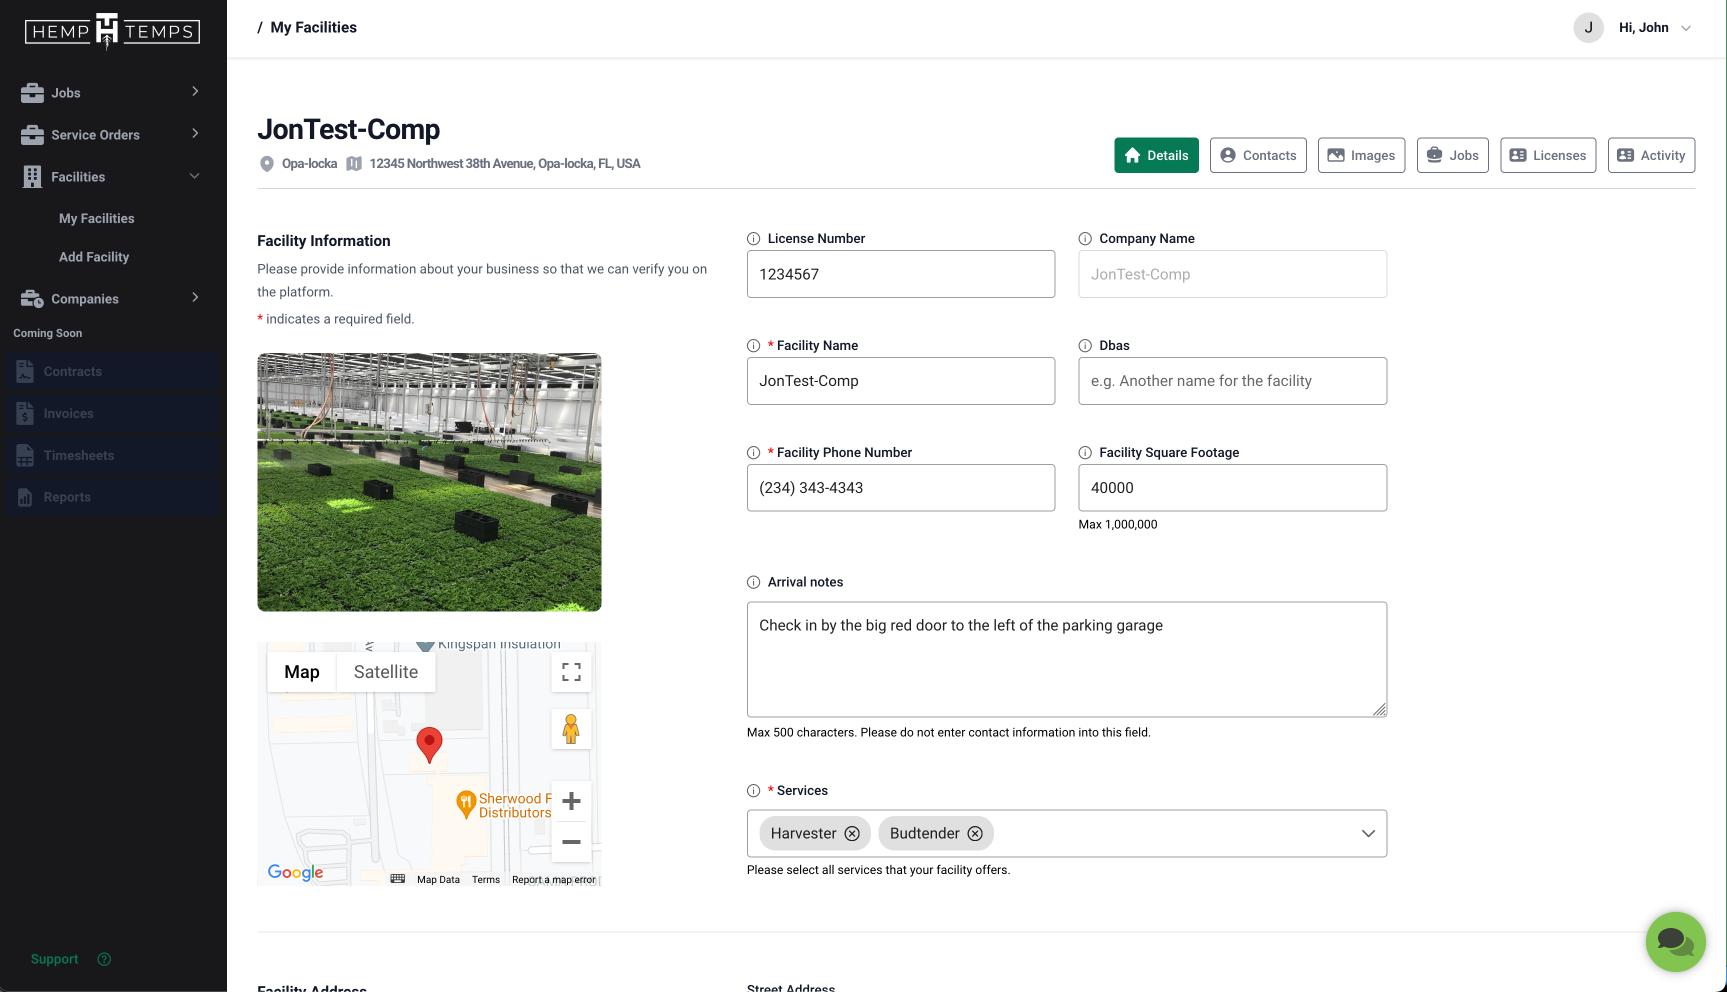 HEMP TEMPS
/ My Facilities
J
Hi, John
Jobs
Service Orders
Facilities
My Facilities
Add Facility
Companies
Coming Soon
Contracts
Invoices
Timesheets
Reports
Support
JonTest-Comp
Opa-locka 12345 Northwest 38th Avenue, Opa-locka, FL, USA
Details Contacts Images Jobs Licenses Activity
Facility Information
Please provide information about your business so that we can verify you on
the platform.
* indicates a required field.
Kingspan Insulation
Map Satellite
Sherwood F
Distributors
Google
Map Data Terms Report a map error
License Number
1234567
Company Name
JonTest-Comp
* Facility Name
JonTest-Comp
Dbas
e.g. Another name for the facility
* Facility Phone Number
(234) 343-4343
Facility Square Footage
40000
Max 1,000,000
Arrival notes
Check in by the big red door to the left of the parking garage
Max 500 characters. Please do not enter contact information into this field.
* Services
Harvester Budtender
Please select all services that your facility offers.
Facility Address
Street Address